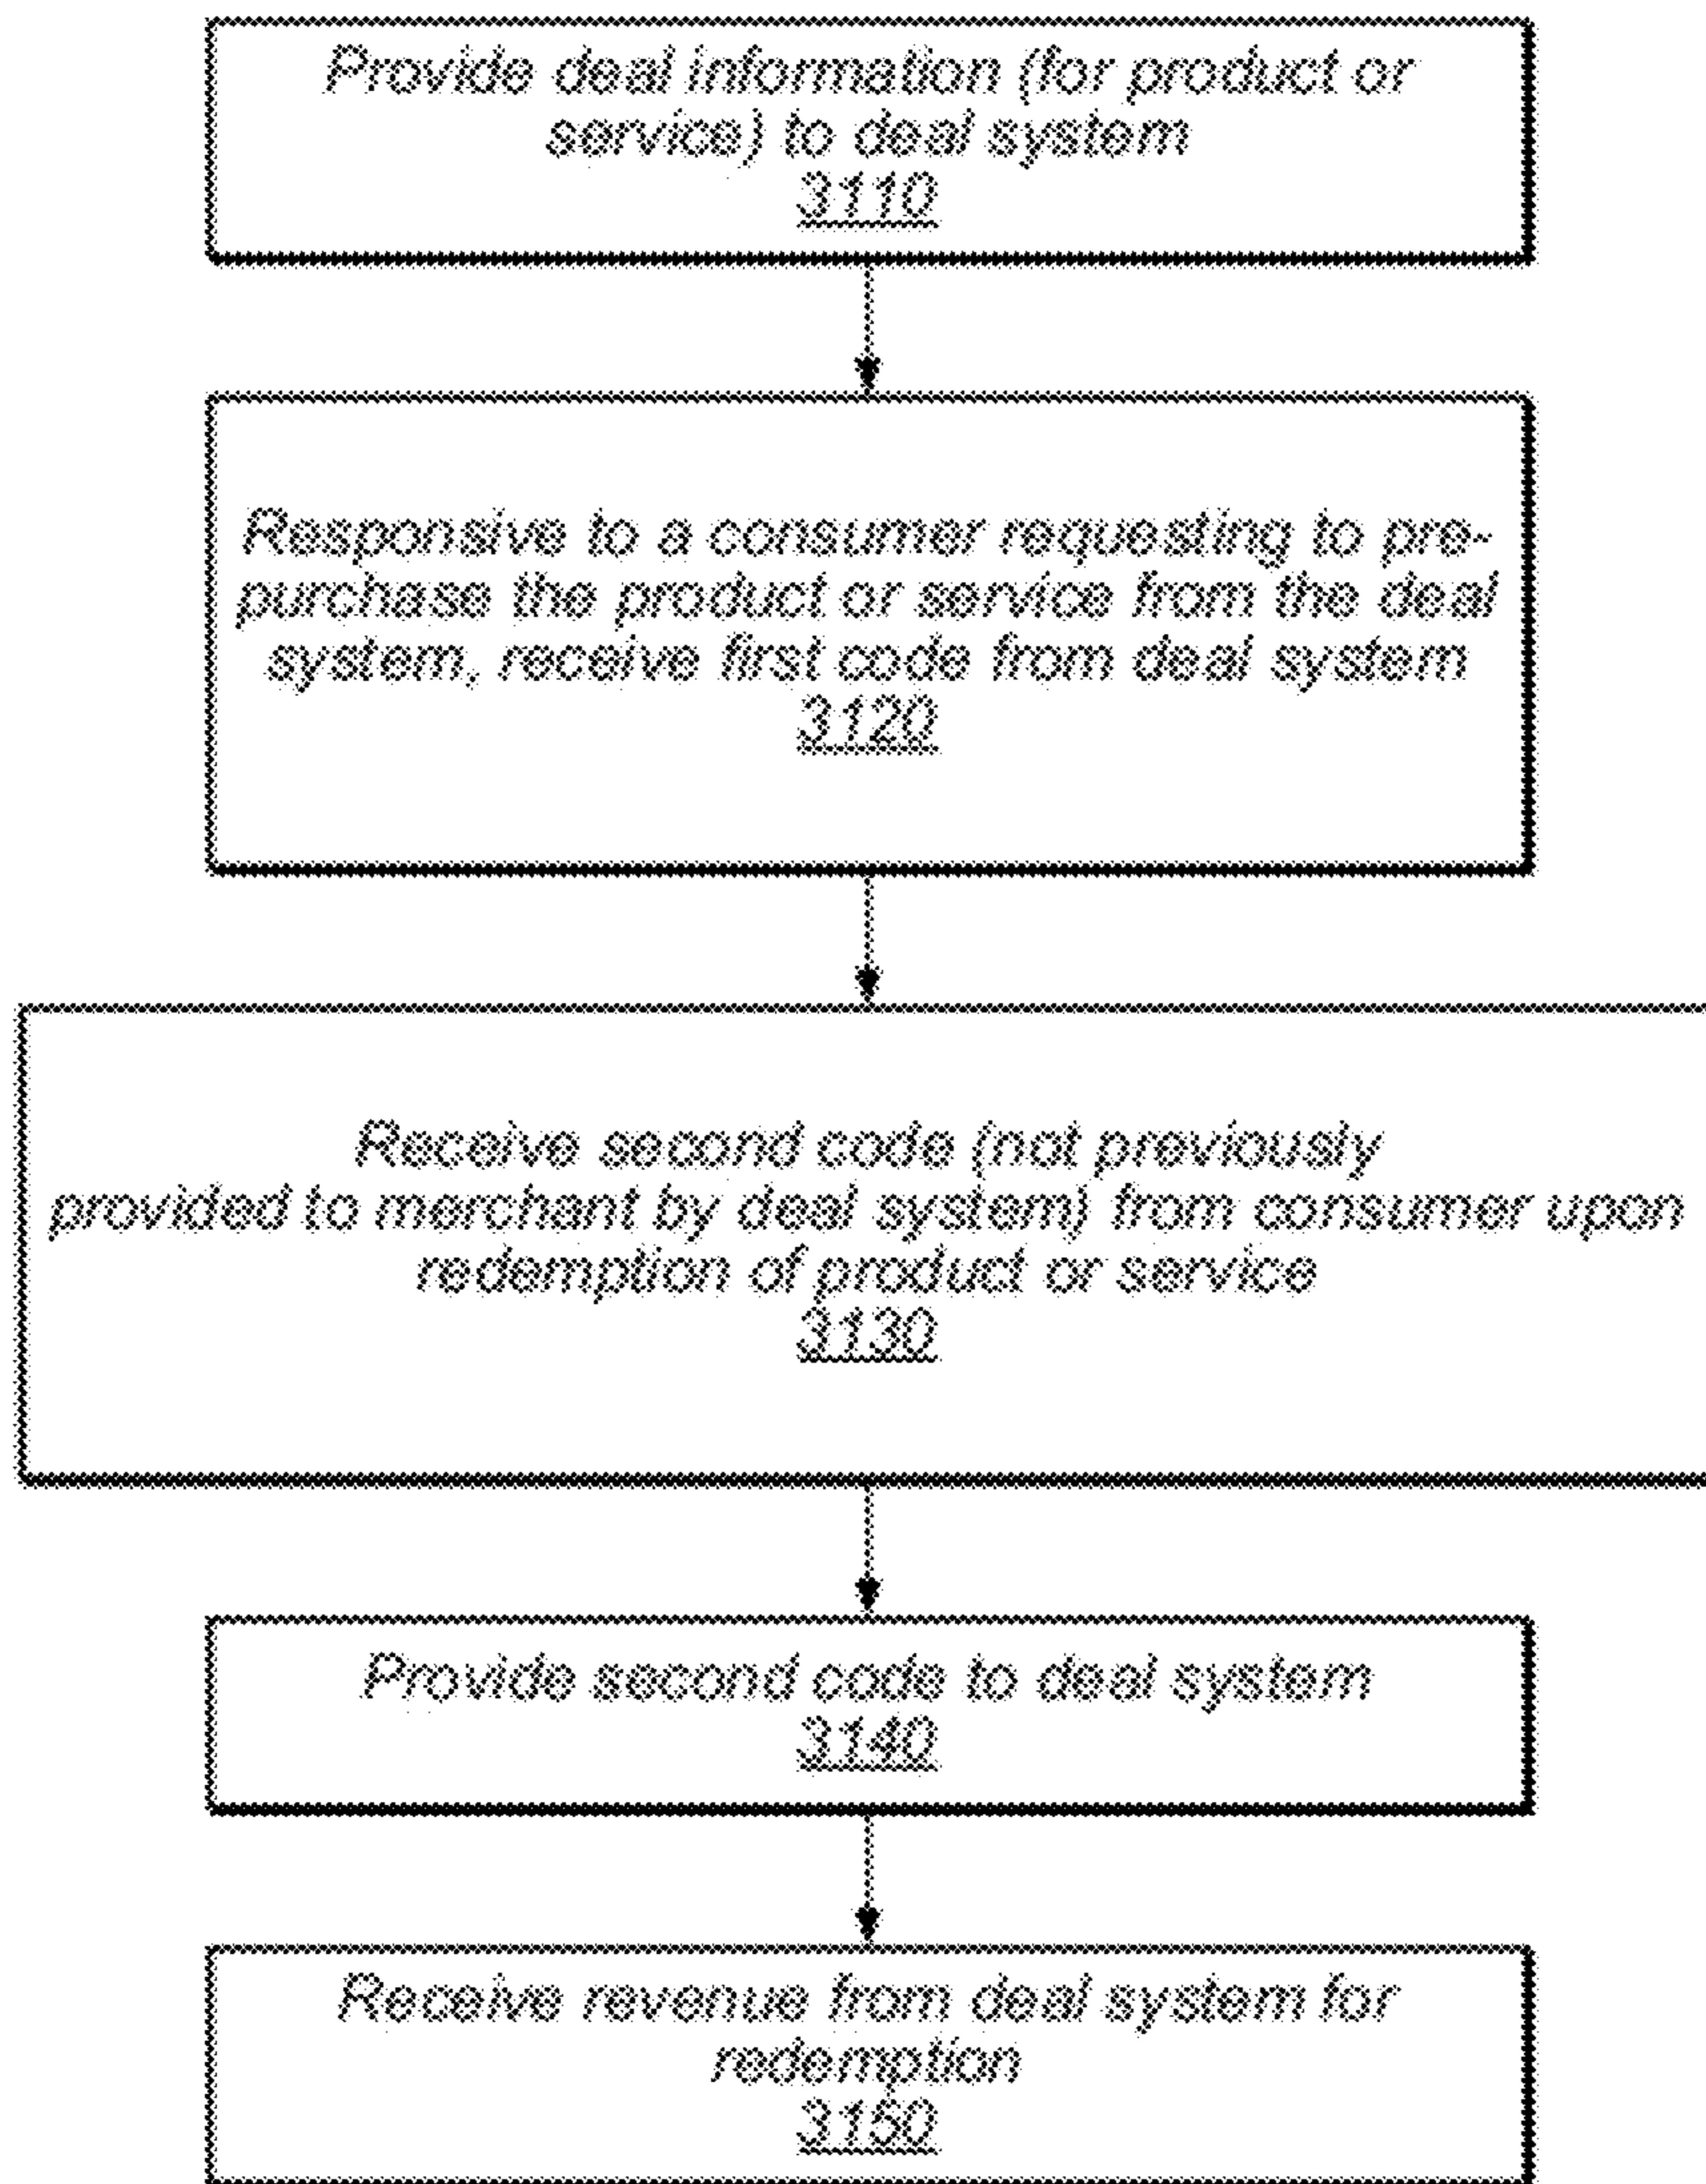 Provide deal information (for product or
service) to deal system
3110
Responsive to a consumer requesting to pre-
purchase the product or service from the deal
system, receive first code from deal system
3120
Receive second code (not previously
provided to merchant by deal system) from consumer upon
redemption of product or service
3130
Provide second code to deal system
3140
Receive revenue from deal system for
redemption
3150